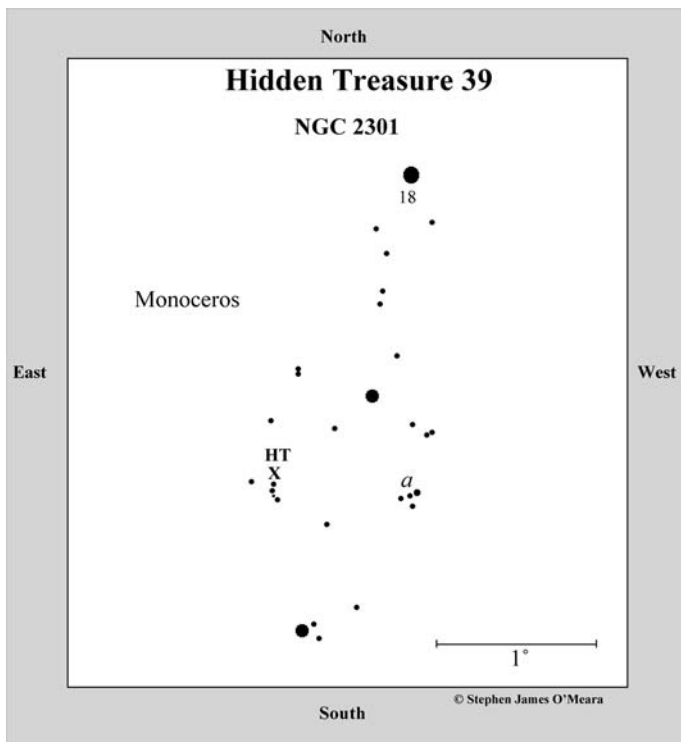 North
Hidden Treasure 39
NGC 2301
18
Monoceros
East
West
HT
X
a
1°
© Stephen James O'Meara
South